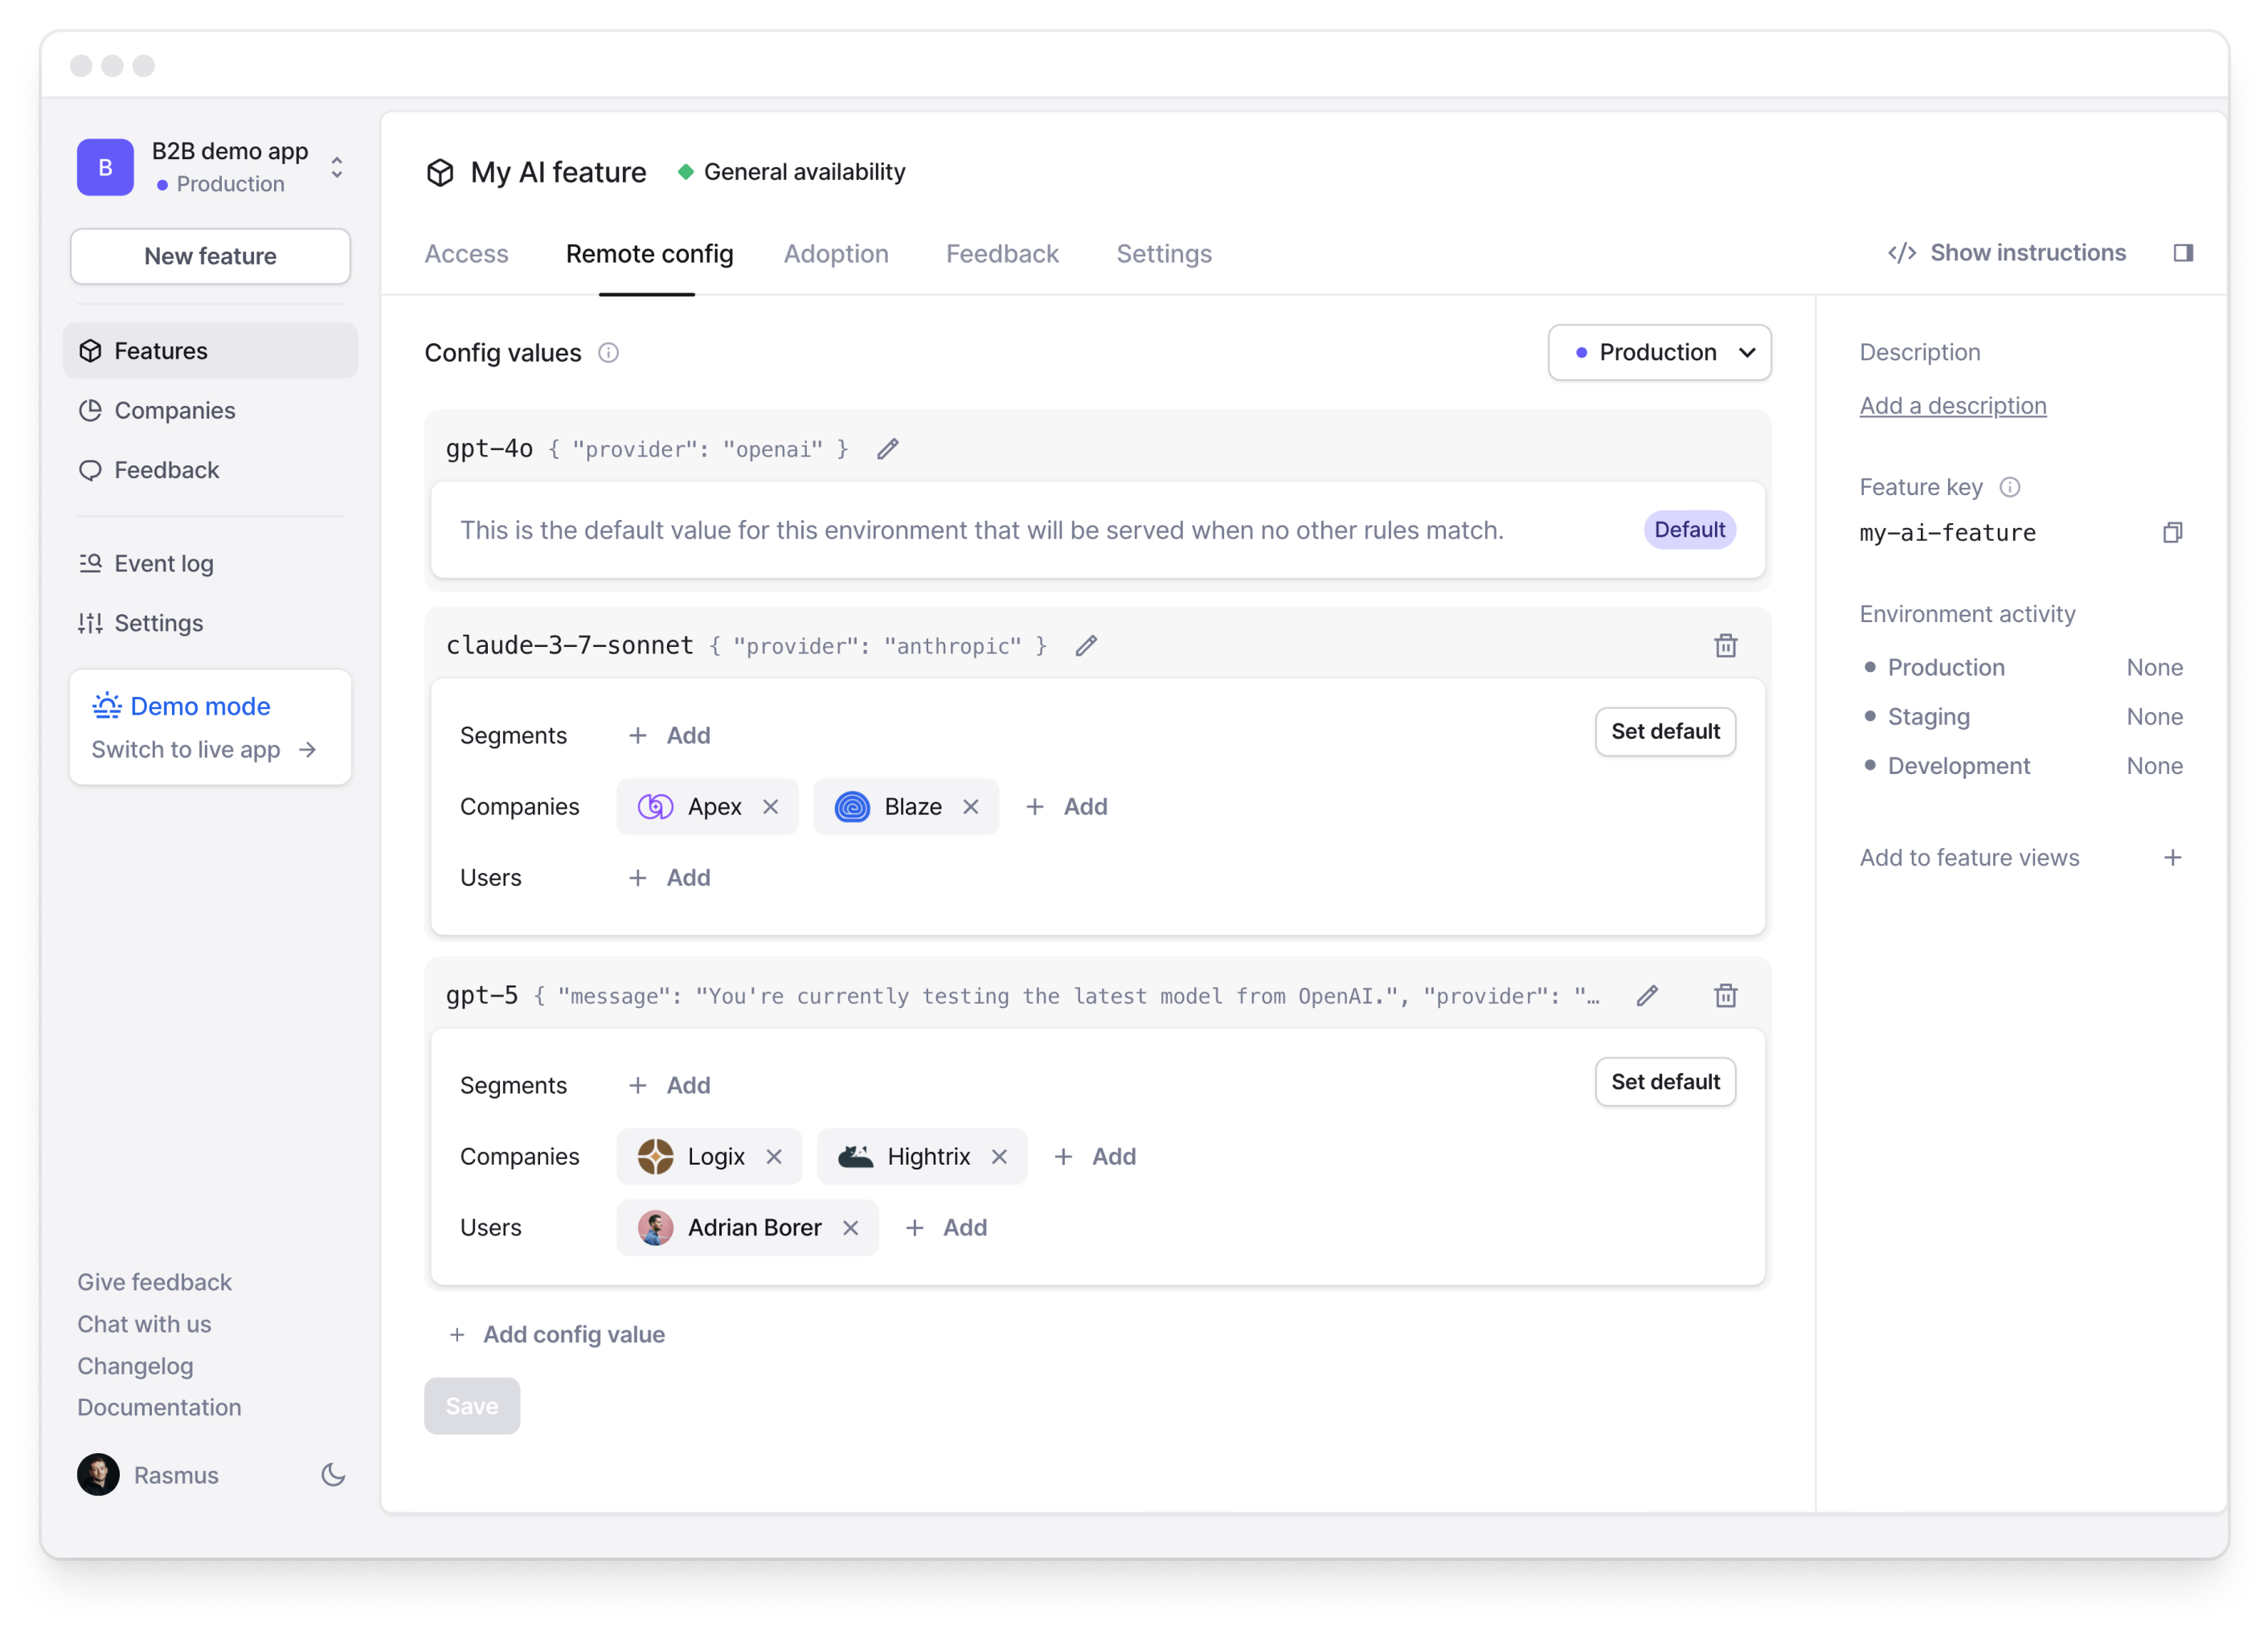 B
B2B demo app
Production
New feature
Features
Companies
Feedback
Event log
Settings
Demo mode
Switch to live app
Give feedback
Chat with us
Changelog
Documentation
Rasmus
My AI feature
General availability
Access
Remote config
Adoption
Feedback
Settings
Show instructions
Config values
Production
gpt-4o { "provider": "openai" }
This is the default value for this environment that will be served when no other rules match.
Default
claude-3-7-sonnet { "provider": "anthropic" }
Segments
Add
Set default
Companies
Apex
Blaze
Add
Users
Add
gpt-5 { "message": "You're currently testing the latest model from OpenAI.", "provider": "…
Segments
Add
Set default
Companies
Logix
Hightrix
Add
Users
Adrian Borer
Add
Add config value
Save
Description
Add a description
Feature key
my-ai-feature
Environment activity
Production None
Staging None
Development None
Add to feature views